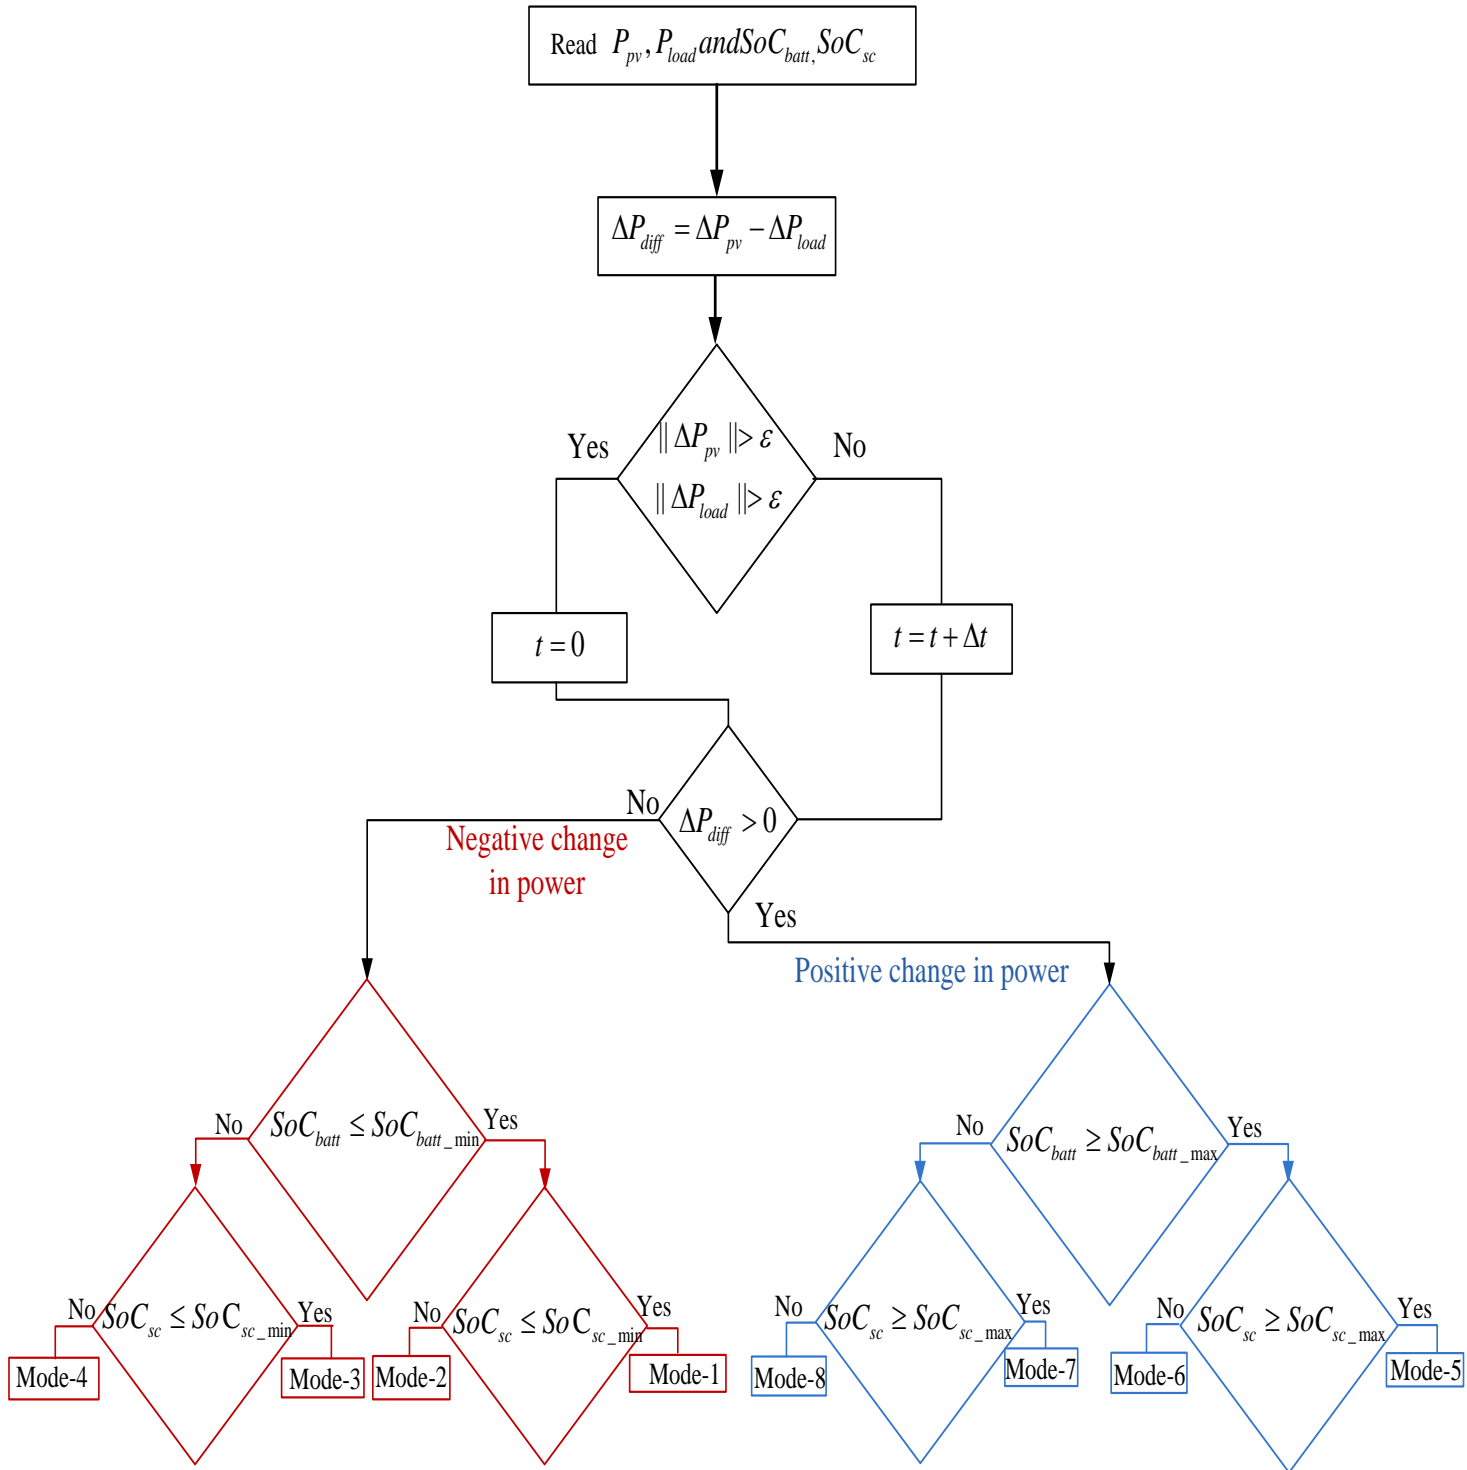 Read P_pv, P_load and SoC_batt, SoC_sc
ΔP_diff = ΔP_pv − ΔP_load
Yes
|| ΔP_pv ||> ε
No
|| ΔP_load ||> ε
t = 0
t = t + Δt
No
ΔP_diff > 0
Negative change
in power
Yes
Positive change in power
No
SoC_batt ≤ SoC_batt_min
Yes
No
SoC_batt ≥ SoC_batt_max
Yes
No
SoC_sc ≤ SoC_sc_min
Yes
No
SoC_sc ≤ SoC_sc_min
Yes
No
SoC_sc ≥ SoC_sc_max
Yes
No
SoC_sc ≥ SoC_sc_max
Yes
Mode-4
Mode-3
Mode-2
Mode-1
Mode-8
Mode-7
Mode-6
Mode-5